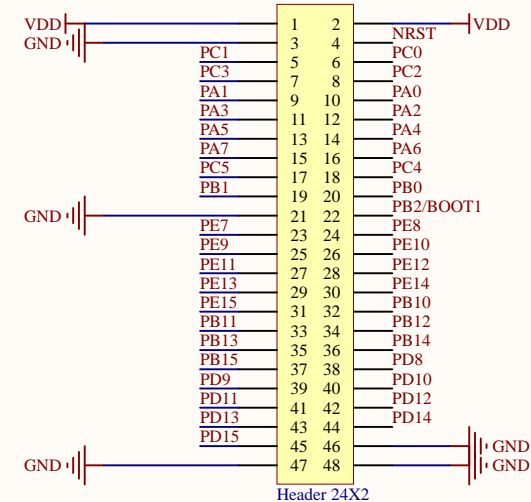 VDD 1 2 VDD
GND 3 4 NRST
PC1 5 6 PC0
PC3 7 8 PC2
PA1 9 10 PA0
PA3 11 12 PA2
PA5 13 14 PA4
PA7 15 16 PA6
PC5 17 18 PC4
PB1 19 20 PB0
GND 21 22 PB2/BOOT1
PE7 23 24 PE8
PE9 25 26 PE10
PE11 27 28 PE12
PE13 29 30 PE14
PE15 31 32 PB10
PB11 33 34 PB12
PB13 35 36 PB14
PB15 37 38 PD8
PD9 39 40 PD10
PD11 41 42 PD12
PD13 43 44 PD14
PD15 45 46 GND
GND 47 48 GND
Header 24X2